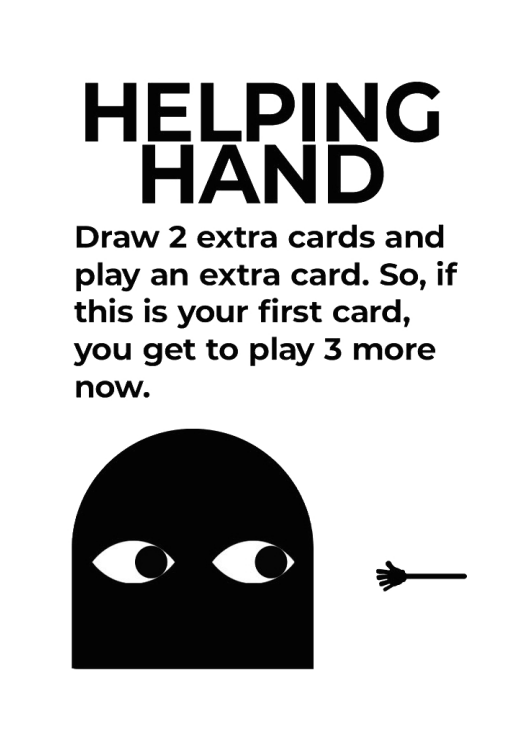 HELPING
HAND
Draw 2 extra cards and
play an extra card. So, if
this is your first card,
you get to play 3 more
now.